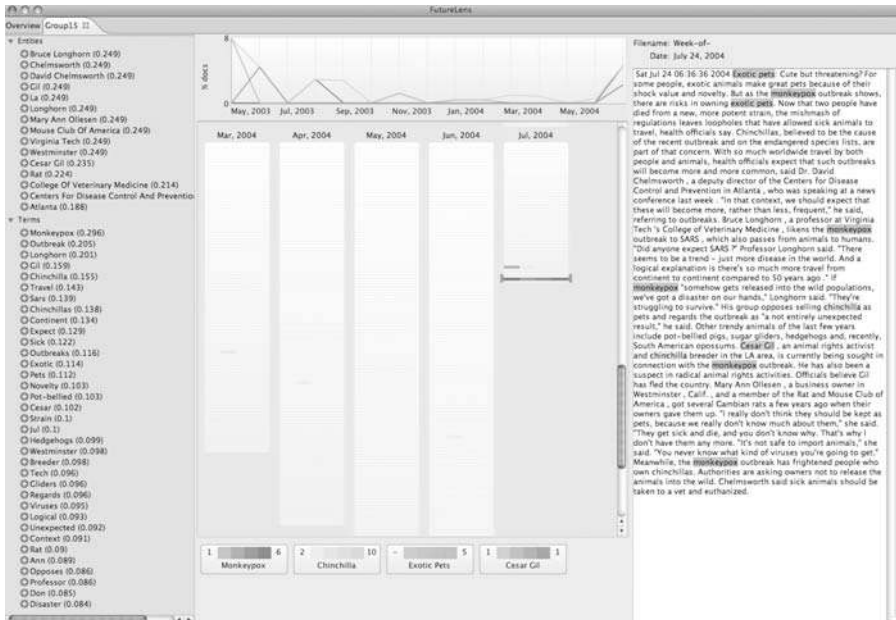 FutureLens
Overview Group15
Entities
Bruce Longhorn (0.249)
Chelmsworth (0.249)
David Chelmsworth (0.249)
Gil (0.249)
La (0.249)
Longhorn (0.249)
Mary Ann Ollesen (0.249)
Mouse Club Of America (0.249)
Virginia Tech (0.249)
Westminster (0.249)
Cesar Gil (0.235)
Rat (0.224)
College Of Veterinary Medicine (0.214)
Centers For Disease Control And Preventio
Atlanta (0.188)
Terms
Monkeypox (0.296)
Outbreak (0.205)
Longhorn (0.201)
Gil (0.159)
Chinchilla (0.155)
Travel (0.143)
Sars (0.139)
Chinchillas (0.138)
Continent (0.134)
Expect (0.129)
Sick (0.122)
Outbreaks (0.116)
Exotic (0.114)
Pets (0.112)
Novelty (0.103)
Pot-bellied (0.103)
Cesar (0.102)
Strain (0.1)
Jul (0.1)
Hedgehogs (0.099)
Westminster (0.098)
Breeder (0.098)
Tech (0.096)
Gliders (0.096)
Regards (0.096)
Viruses (0.095)
Logical (0.093)
Unexpected (0.092)
Context (0.091)
Rat (0.09)
Ann (0.089)
Opposes (0.086)
Professor (0.086)
Don (0.085)
Disaster (0.084)
8
% docs
0
May, 2003 Jul, 2003 Sep, 2003 Nov, 2003 Jan, 2004 Mar, 2004 May, 2004
Mar, 2004 Apr, 2004 May, 2004 Jun, 2004 Jul, 2004
1 6 2 10 - 5 1 1
Monkeypox Chinchilla Exotic Pets Cesar Gil
Filename: Week-of-
Date: July 24, 2004
Sat Jul 24 06:36:36 2004 Exotic pets: Cute but threatening? For
some people, exotic animals make great pets because of their
shock value and novelty. But as the monkeypox outbreak shows,
there are risks in owning exotic pets. Now that two people have
died from a new, more potent strain, the mishmash of
regulations leaves loopholes that have allowed sick animals to
travel, health officials say. Chinchillas, believed to be the cause
of the recent outbreak and on the endangered species lists, are
part of that concern. With so much worldwide travel by both
people and animals, health officials expect that such outbreaks
will become more and more common, said Dr. David
Chelmsworth , a deputy director of the Centers for Disease
Control and Prevention in Atlanta , who was speaking at a news
conference last week . "In that context, we should expect that
these will become more, rather than less, frequent," he said,
referring to outbreaks. Bruce Longhorn , a professor at Virginia
Tech 's College of Veterinary Medicine , likens the monkeypox
outbreak to SARS , which also passes from animals to humans.
"Did anyone expect SARS ?" Professor Longhorn said. "There
seems to be a trend - just more disease in the world. And a
logical explanation is there's so much more travel from
continent to continent compared to 50 years ago ." If
monkeypox "somehow gets released into the wild populations,
we've got a disaster on our hands," Longhorn said. "They're
struggling to survive." His group opposes selling chinchilla as
pets and regards the outbreak as "a not entirely unexpected
result," he said. Other trendy animals of the last few years
include pot-bellied pigs, sugar gliders, hedgehogs and, recently,
South American opossums. Cesar Gil , an animal rights activist
and chinchilla breeder in the LA area, is currently being sought in
connection with the monkeypox outbreak. He has also been a
suspect in radical animal rights activities. Officials believe Gil
has fled the country. Mary Ann Ollesen , a business owner in
Westminster , Calif. , and a member of the Rat and Mouse Club of
America , got several Gambian rats a few years ago when their
owners gave them up. "I really don't think they should be kept as
pets, because we really don't know much about them," she said.
"They get sick and die, and you don't know why. That's why I
don't have them any more. "It's not safe to import animals," she
said. "You never know what kind of viruses you're going to get."
Meanwhile, the monkeypox outbreak has frightened people who
own chinchillas. Authorities are asking owners not to release the
animals into the wild. Chelmsworth said sick animals should be
taken to a vet and euthanized.